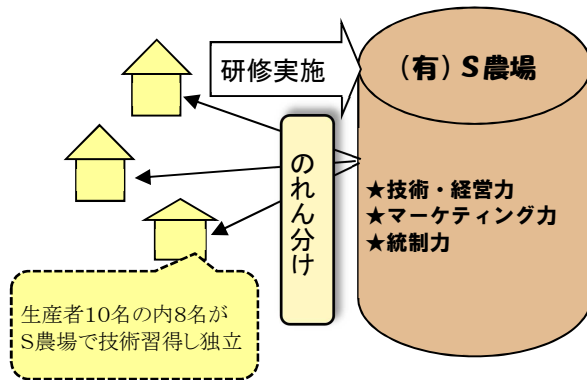 研修実施
(有)S農場
のれん分け
★技術・経営力
★マーケティング力
★統制力
生産者10名の内8名が
S農場で技術習得し独立